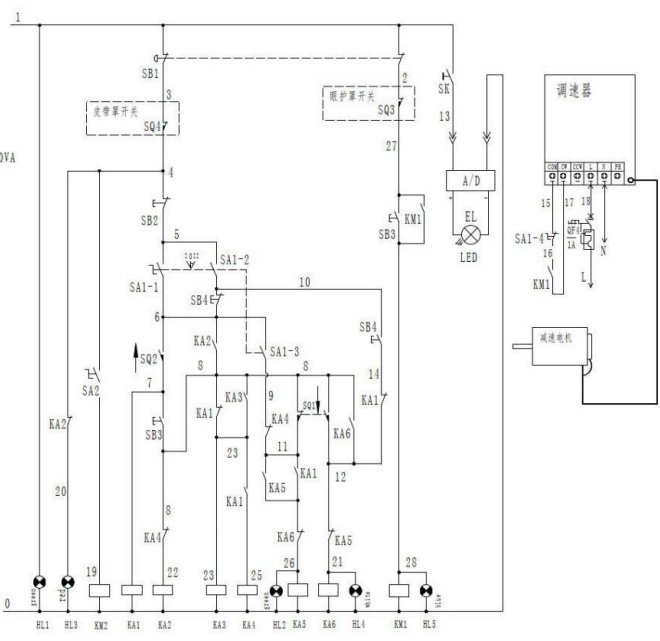 1
SB1
2
3
皮带罩开关
SQ4
眼护罩开关
SQ3
SK
13
调速器
27
OVA
4
A/D
COM CW CCW L N PE
+
-
SB2
KM1
SB3
EL
LED
15
17
18
QF4
1A
SA1-4
16
N
5
SA1-2
SA1-1
10
SB4
KM1
L
6
SB4
KA2
SA1-3
减速电机
SQ2
7
8
8
14
SA2
9
SQ1
KA1
KA2
SB3
KA1
KA3
KA4
KA6
23
11
12
KA5
KA1
KA1
20
8
KA4
KA6
KA5
19
22
23
25
26
21
28
green
red
green
white
blue
0
HL1
HL3
KM2
KA1
KA2
KA3
KA4
HL2
KA5
KA6
HL4
KM1
HL5